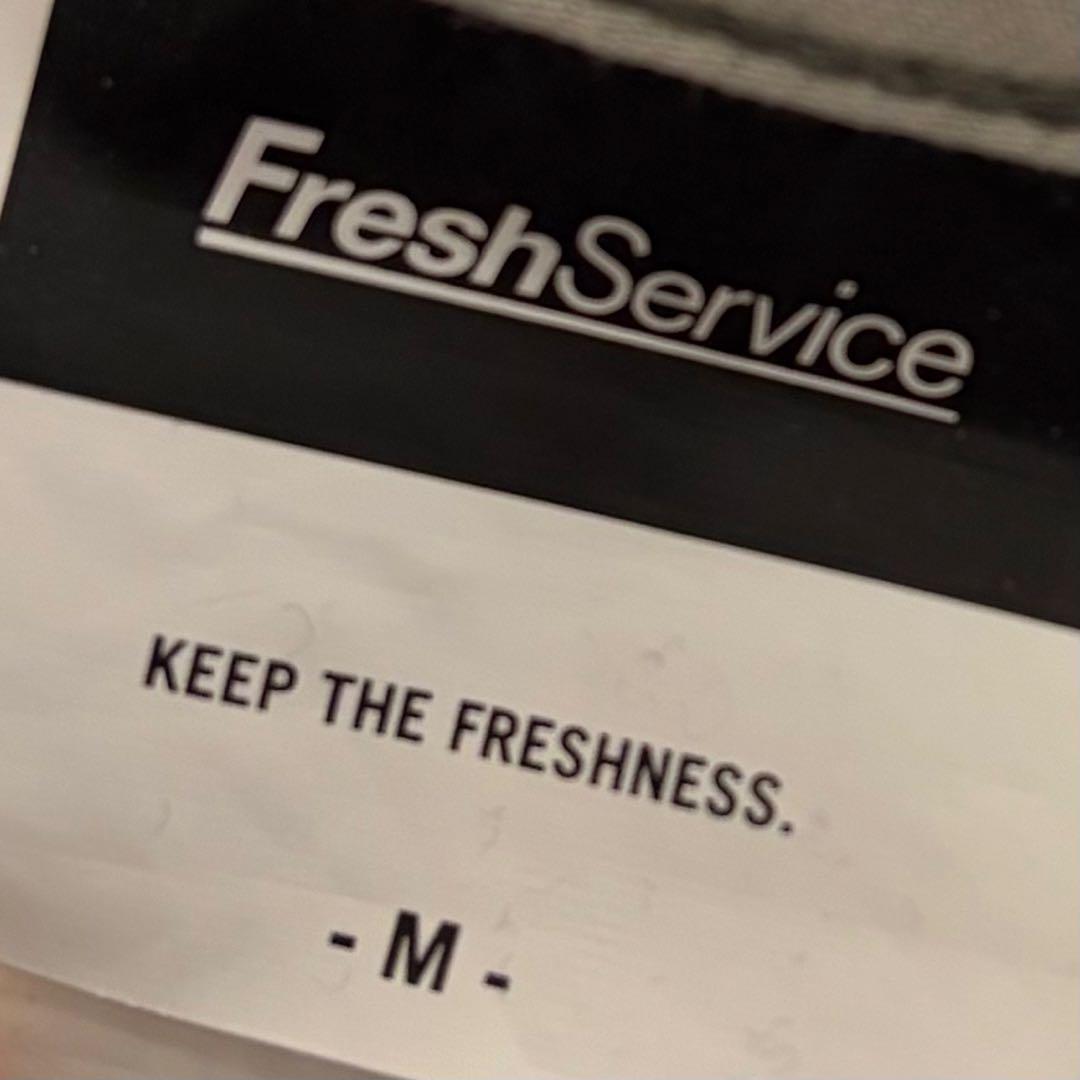 FreshService
KEEP THE FRESHNESS.
- M -